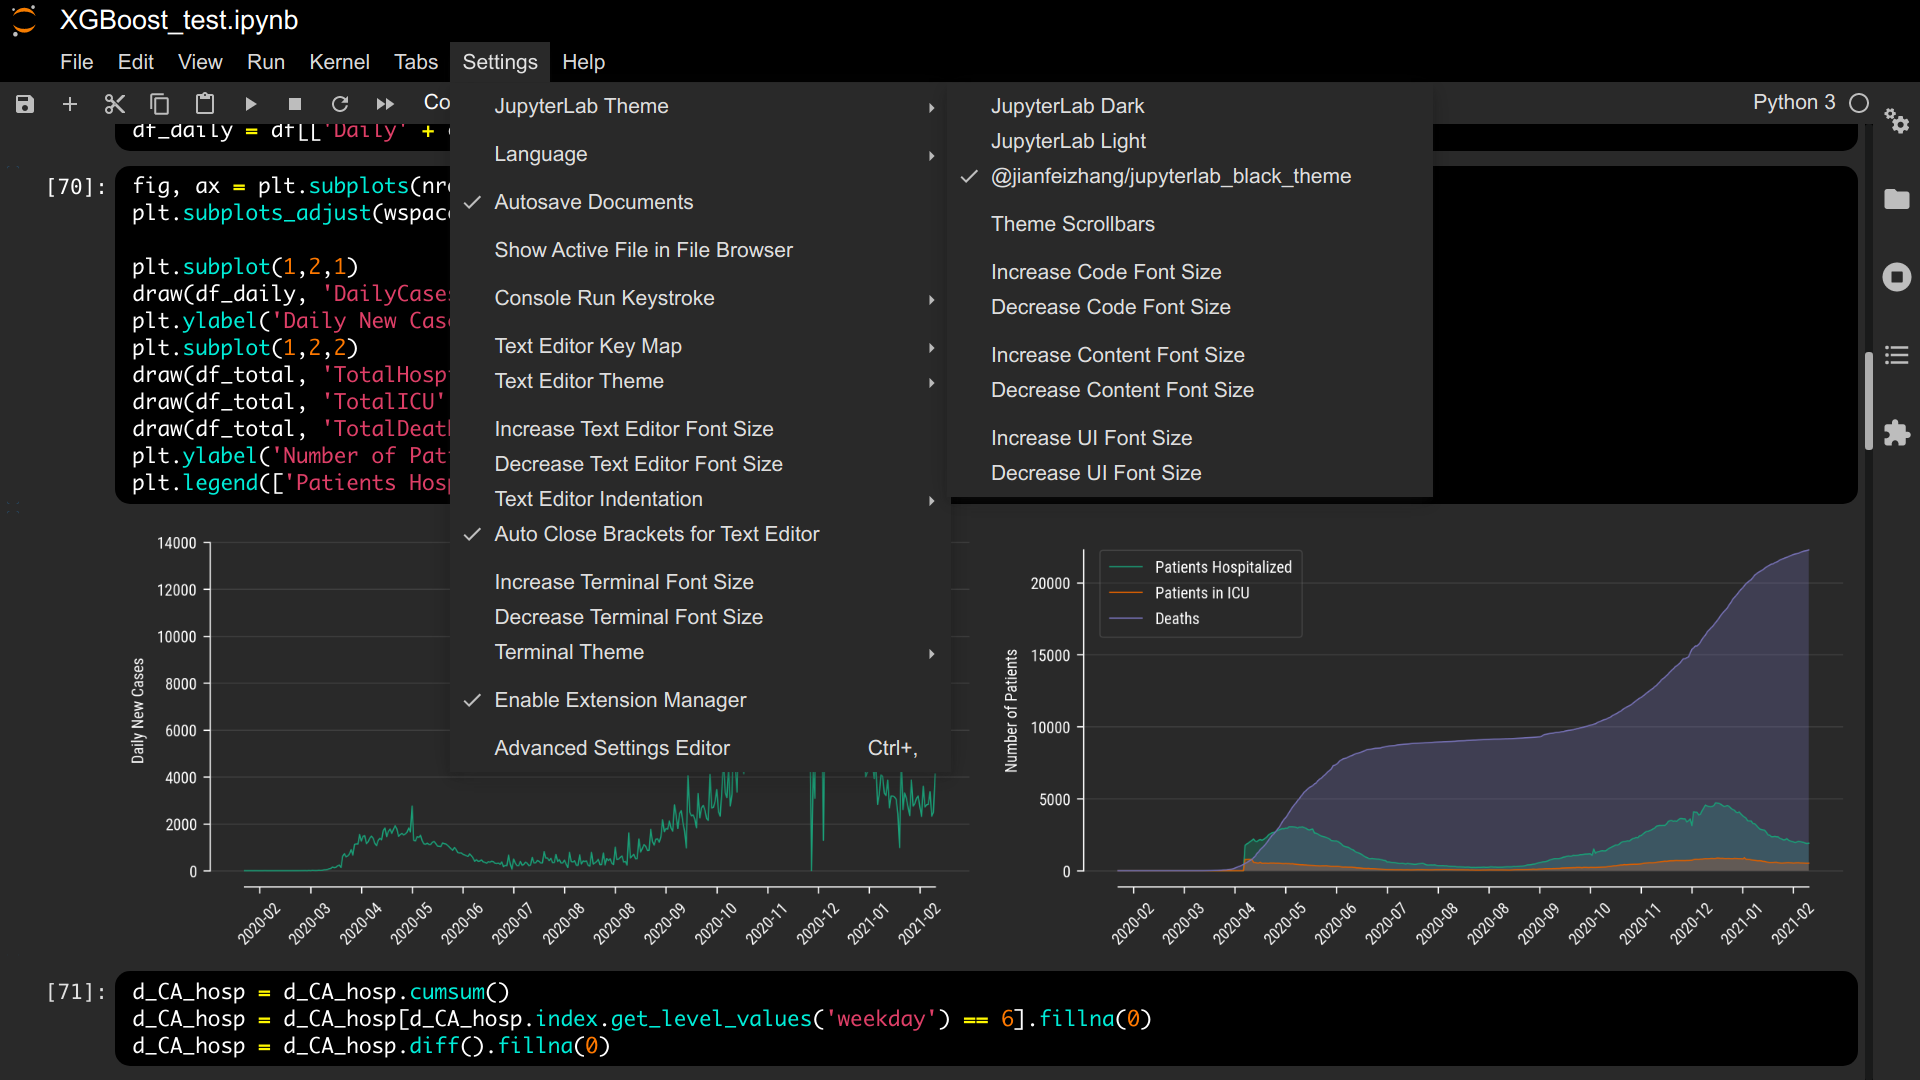 XGBoost_test.ipynb
File Edit View Run Kernel Tabs Settings Help
Co
Python 3
df_daily = df[['Daily' +
[70]:
fig, ax = plt.subplots(nr
plt.subplots_adjust(wspac
plt.subplot(1,2,1)
draw(df_daily, 'DailyCase
plt.ylabel('Daily New Cas
plt.subplot(1,2,2)
draw(df_total, 'TotalHosp
draw(df_total, 'TotalICU'
draw(df_total, 'TotalDeat
plt.ylabel('Number of Pat
plt.legend(['Patients Hosp
JupyterLab Theme
Language
Autosave Documents
Show Active File in File Browser
Console Run Keystroke
Text Editor Key Map
Text Editor Theme
Increase Text Editor Font Size
Decrease Text Editor Font Size
Text Editor Indentation
Auto Close Brackets for Text Editor
Increase Terminal Font Size
Decrease Terminal Font Size
Terminal Theme
Enable Extension Manager
Advanced Settings Editor Ctrl+,
JupyterLab Dark
JupyterLab Light
@jianfeizhang/jupyterlab_black_theme
Theme Scrollbars
Increase Code Font Size
Decrease Code Font Size
Increase Content Font Size
Decrease Content Font Size
Increase UI Font Size
Decrease UI Font Size
Daily New Cases
14000
12000
10000
8000
6000
4000
2000
0
2020-02 2020-03 2020-04 2020-05 2020-06 2020-07 2020-08 2020-08 2020-09 2020-10 2020-11 2020-12 2021-01 2021-02
Number of Patients
20000
15000
10000
5000
0
Patients Hospitalized
Patients in ICU
Deaths
2020-02 2020-03 2020-04 2020-05 2020-06 2020-07 2020-08 2020-08 2020-09 2020-10 2020-11 2020-12 2021-01 2021-02
[71]:
d_CA_hosp = d_CA_hosp.cumsum()
d_CA_hosp = d_CA_hosp[d_CA_hosp.index.get_level_values('weekday') == 6].fillna(0)
d_CA_hosp = d_CA_hosp.diff().fillna(0)